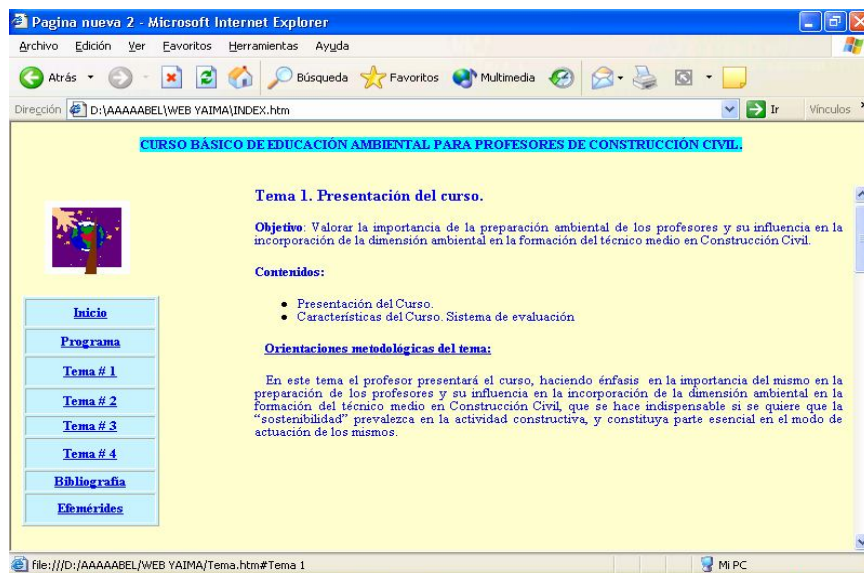 Pagina nueva 2 - Microsoft Internet Explorer
Archivo Edición Ver Favoritos Herramientas Ayuda
Atrás Búsqueda Favoritos Multimedia
Dirección D:\AAAAABEL\WEB YAIMA\INDEX.htm Ir Vínculos
CURSO BÁSICO DE EDUCACIÓN AMBIENTAL PARA PROFESORES DE CONSTRUCCIÓN CIVIL.
Inicio
Programa
Tema # 1
Tema # 2
Tema # 3
Tema # 4
Bibliografia
Efemérides
Tema 1. Presentación del curso.
Objetivo: Valorar la importancia de la preparación ambiental de los profesores y su influencia en la
incorporación de la dimensión ambiental en la formación del técnico medio en Construcción Civil.
Contenidos:
Presentación del Curso.
Características del Curso. Sistema de evaluación
Orientaciones metodológicas del tema:
En este tema el profesor presentará el curso, haciendo énfasis en la importancia del mismo en la
preparación de los profesores y su influencia en la incorporación de la dimensión ambiental en la
formación del técnico medio en Construcción Civil, que se hace indispensable si se quiere que la
“sostenibilidad” prevalezca en la actividad constructiva, y constituya parte esencial en el modo de
actuación de los mismos.
file:///D:/AAAAABEL/WEB YAIMA/Tema.htm#Tema 1 Mi PC